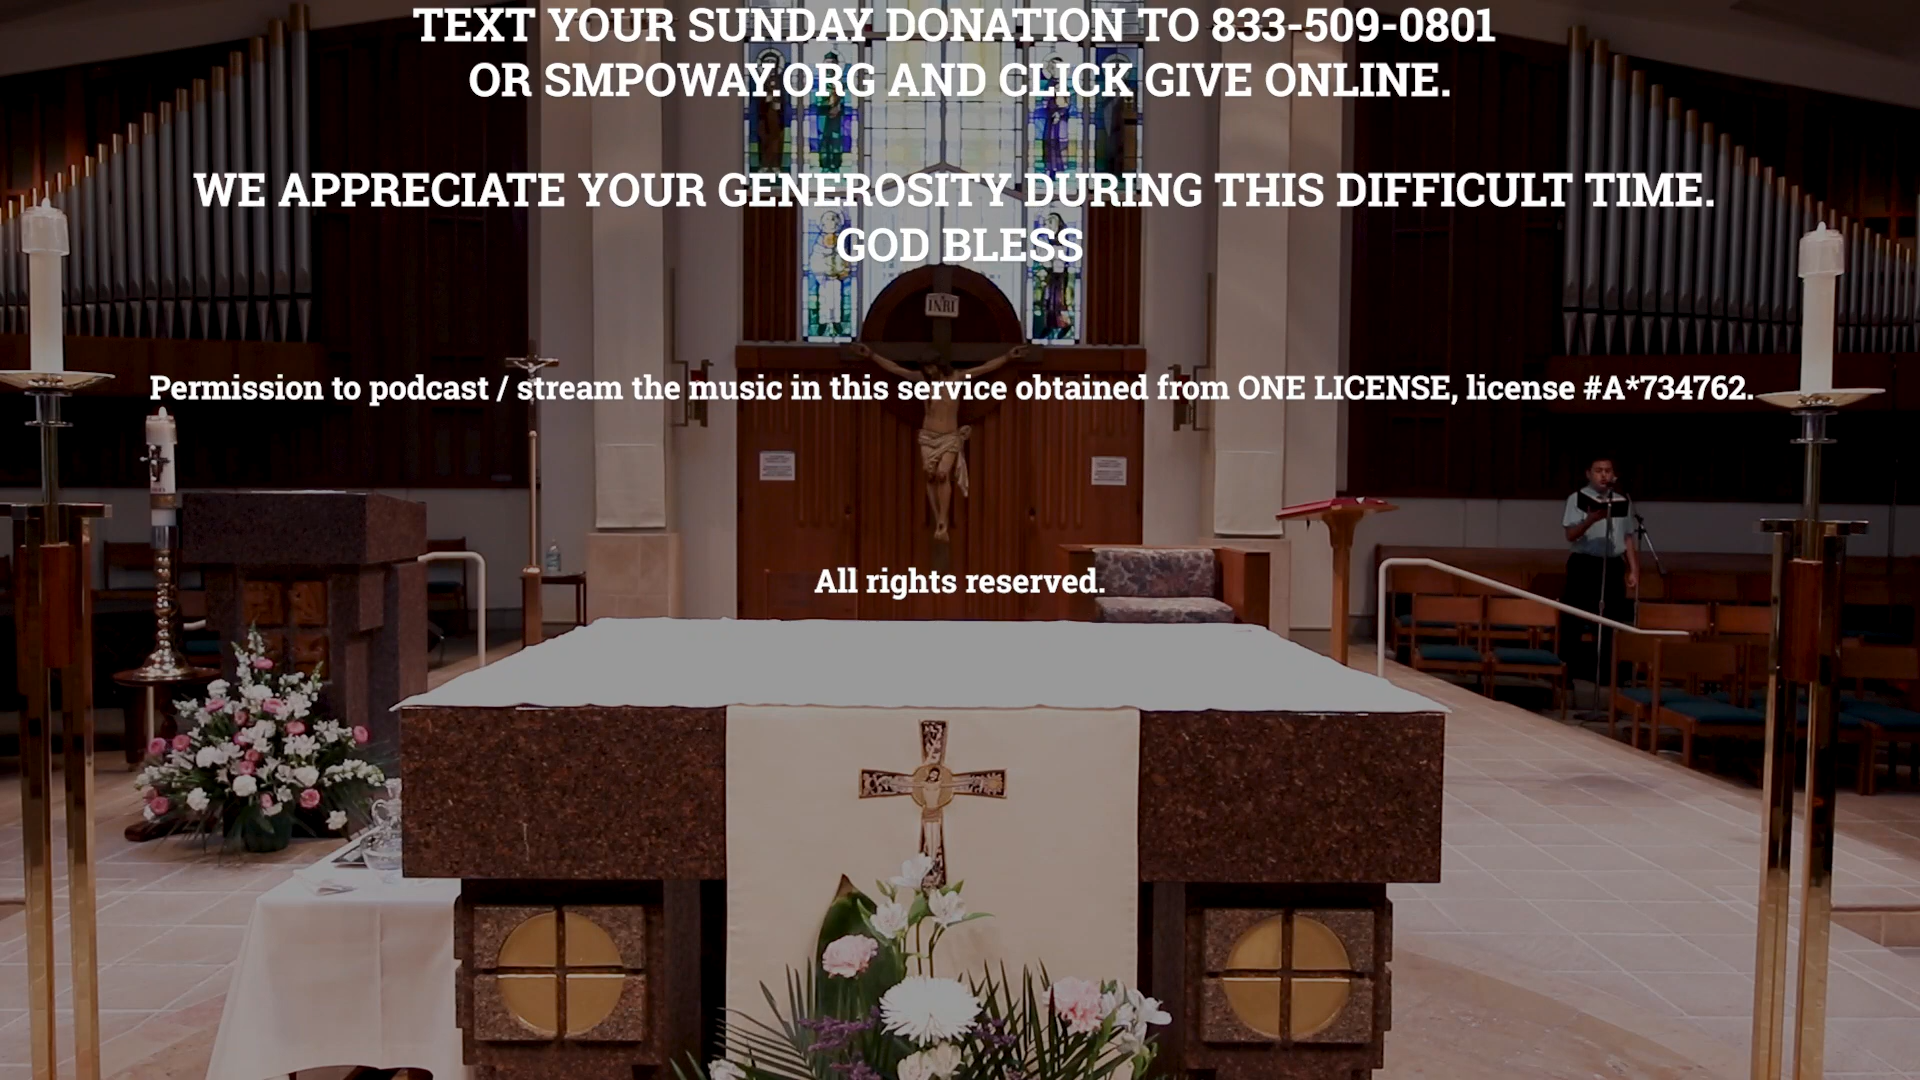 TEXT YOUR SUNDAY DONATION TO 833-509-0801
OR SMPOWAY.ORG AND CLICK GIVE ONLINE.
WE APPRECIATE YOUR GENEROSITY DURING THIS DIFFICULT TIME.
GOD BLESS
INRI
Permission to podcast / stream the music in this service obtained from ONE LICENSE, license #A*734762.
All rights reserved.